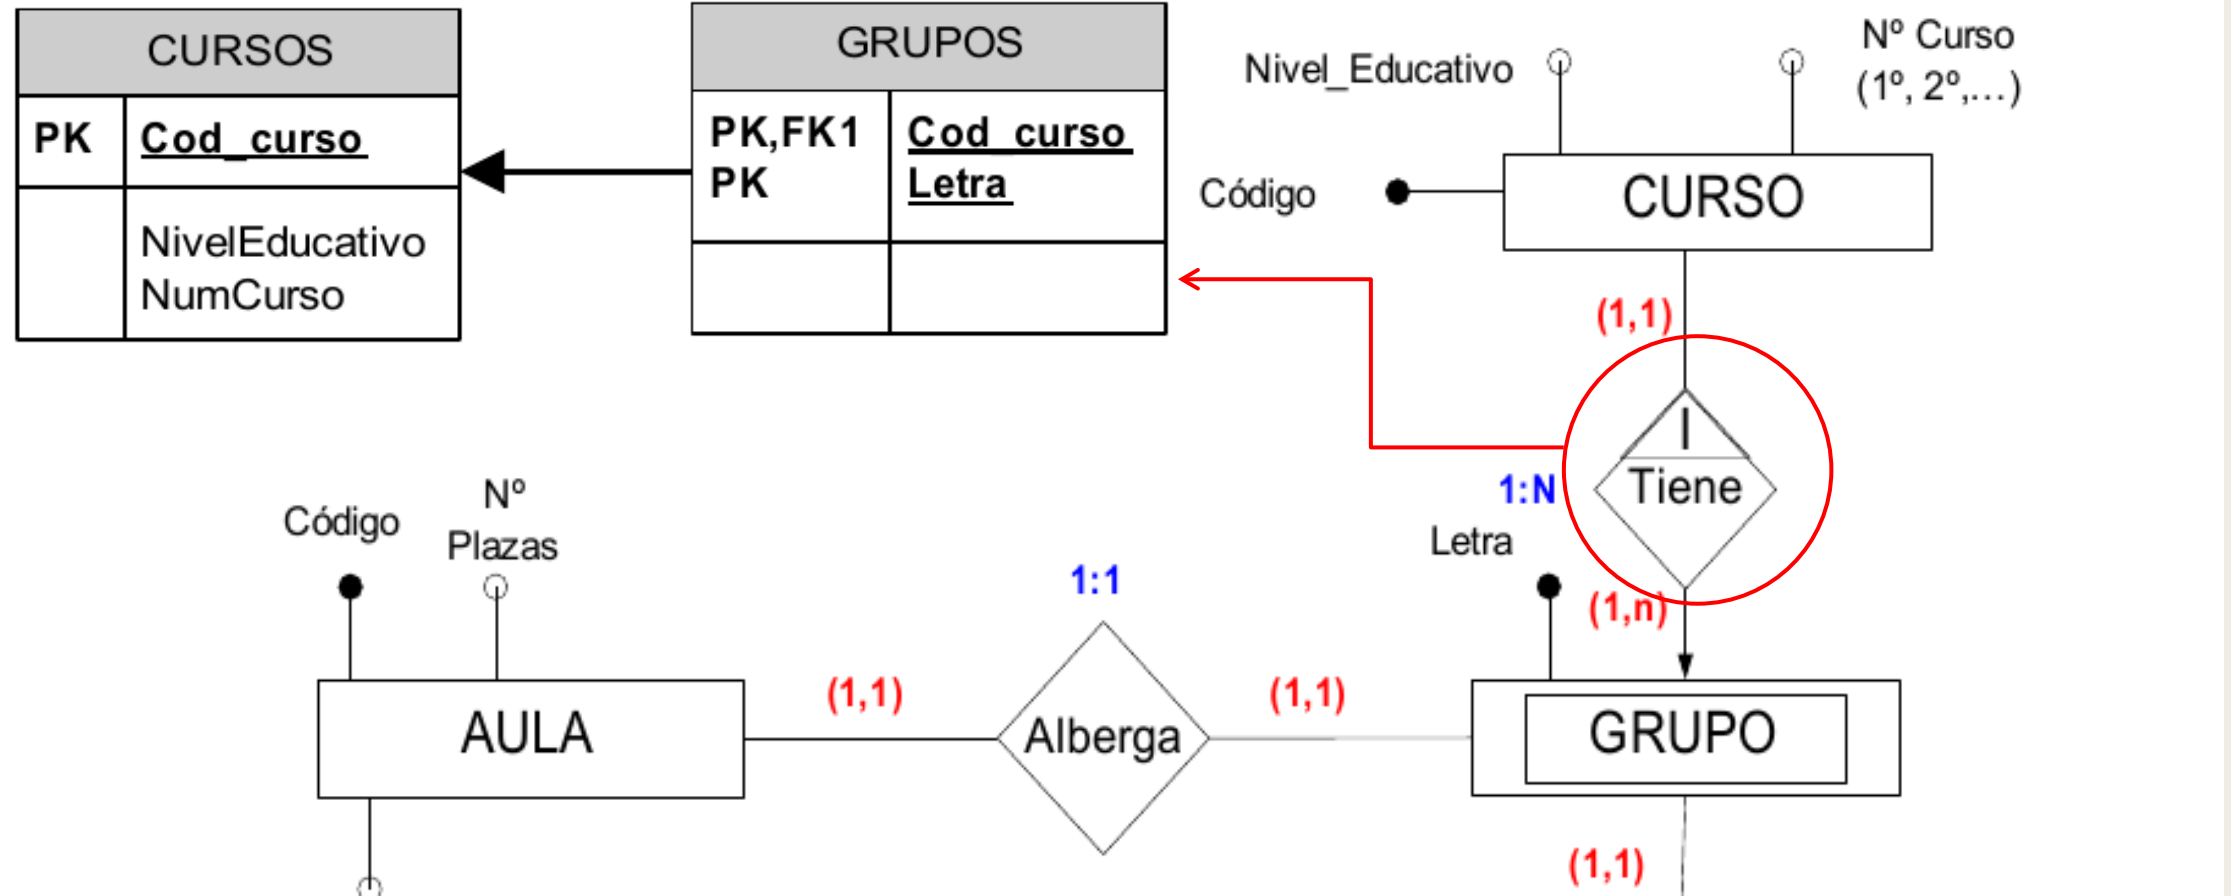 CURSOS
PK Cod_curso
NivelEducativo
NumCurso
GRUPOS
PK,FK1 Cod_curso
PK Letra
Nivel_Educativo
Nº Curso
(1º, 2º,...)
Código
CURSO
(1,1)
I
Tiene
1:N
Letra
(1,n)
Código
Nº
Plazas
1:1
AULA
(1,1)
Alberga
(1,1)
GRUPO
(1,1)